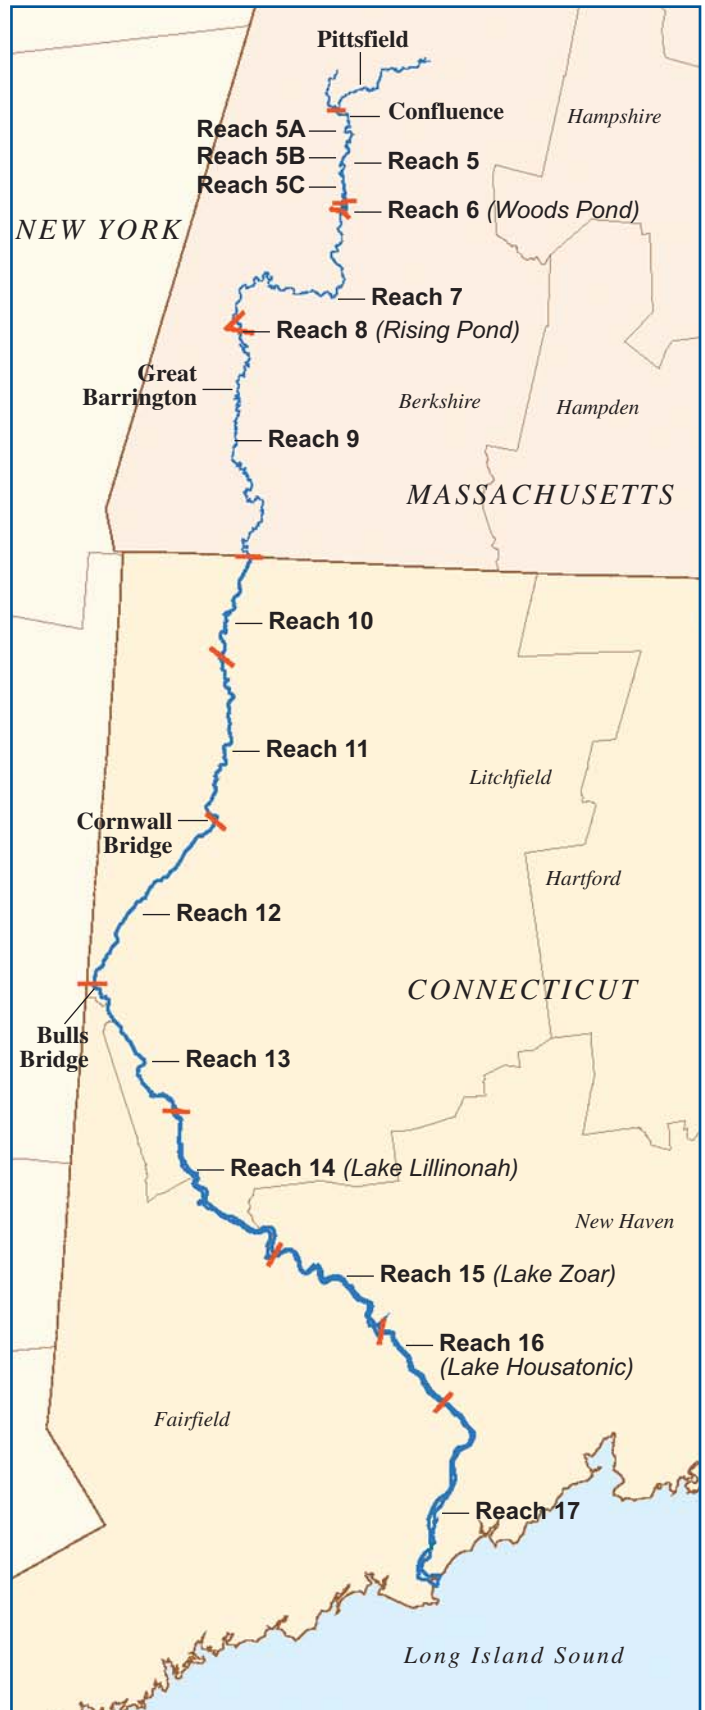 Pittsfield
Confluence
Hampshire
Reach 5A
Reach 5B
Reach 5
Reach 5C
Reach 6 (Woods Pond)
NEW YORK
Reach 7
Reach 8 (Rising Pond)
Great
Barrington
Berkshire
Hampden
Reach 9
MASSACHUSETTS
Reach 10
Reach 11
Litchfield
Cornwall
Bridge
Hartford
Reach 12
CONNECTICUT
Bulls
Bridge
Reach 13
Reach 14 (Lake Lillinonah)
New Haven
Reach 15 (Lake Zoar)
Reach 16
(Lake Housatonic)
Fairfield
Reach 17
Long Island Sound